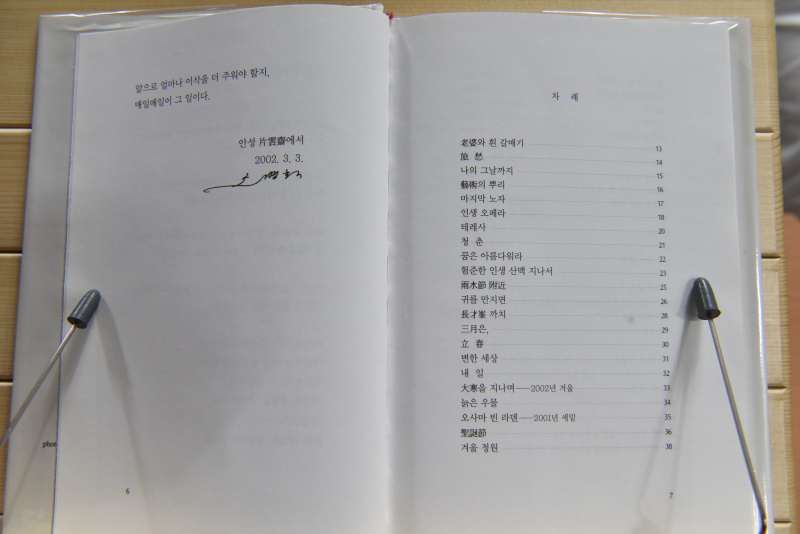 앞으로 얼마나 이삭을 더 주워야 할지,
매일매일이 그 일이다.
안성 片雲齋에서
2002. 3. 3.
6
차 례
老婆와 흰 갈매기 13
旅 愁 14
나의 그날까지 15
藝術의 뿌리 16
마지막 노자 17
인생 오페라 18
테레사 20
청 춘 21
꿈은 아름다워라 22
험준한 인생 산맥 지나서 23
雨水節 附近 25
귀를 만지면 26
長才峯 까치 28
三月은, 29
立 春 30
변한 세상 31
내 일 32
大寒을 지나며──2002년 겨울 33
늙은 우물 34
오사마 빈 라덴──2001년 세밑 35
聖誕節 36
겨울 정원 38
7